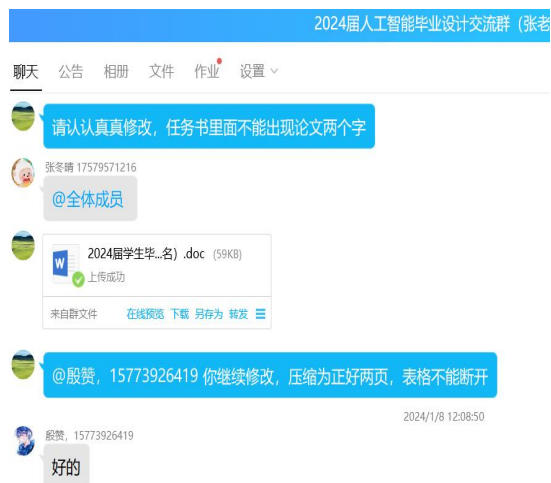 2024届人工智能毕业设计交流群（张老
聊天 公告 相册 文件 作业 设置
请认认真真修改，任务书里面不能出现论文两个字
张冬晴 17579571216
@全体成员
2024届学生毕...名）.doc (59KB)
上传成功
来自群文件 在线预览 下载 另存为 转发
@殷赞，15773926419 你继续修改，压缩为正好两页，表格不能断开
2024/1/8 12:08:50
殷赞，15773926419
好的